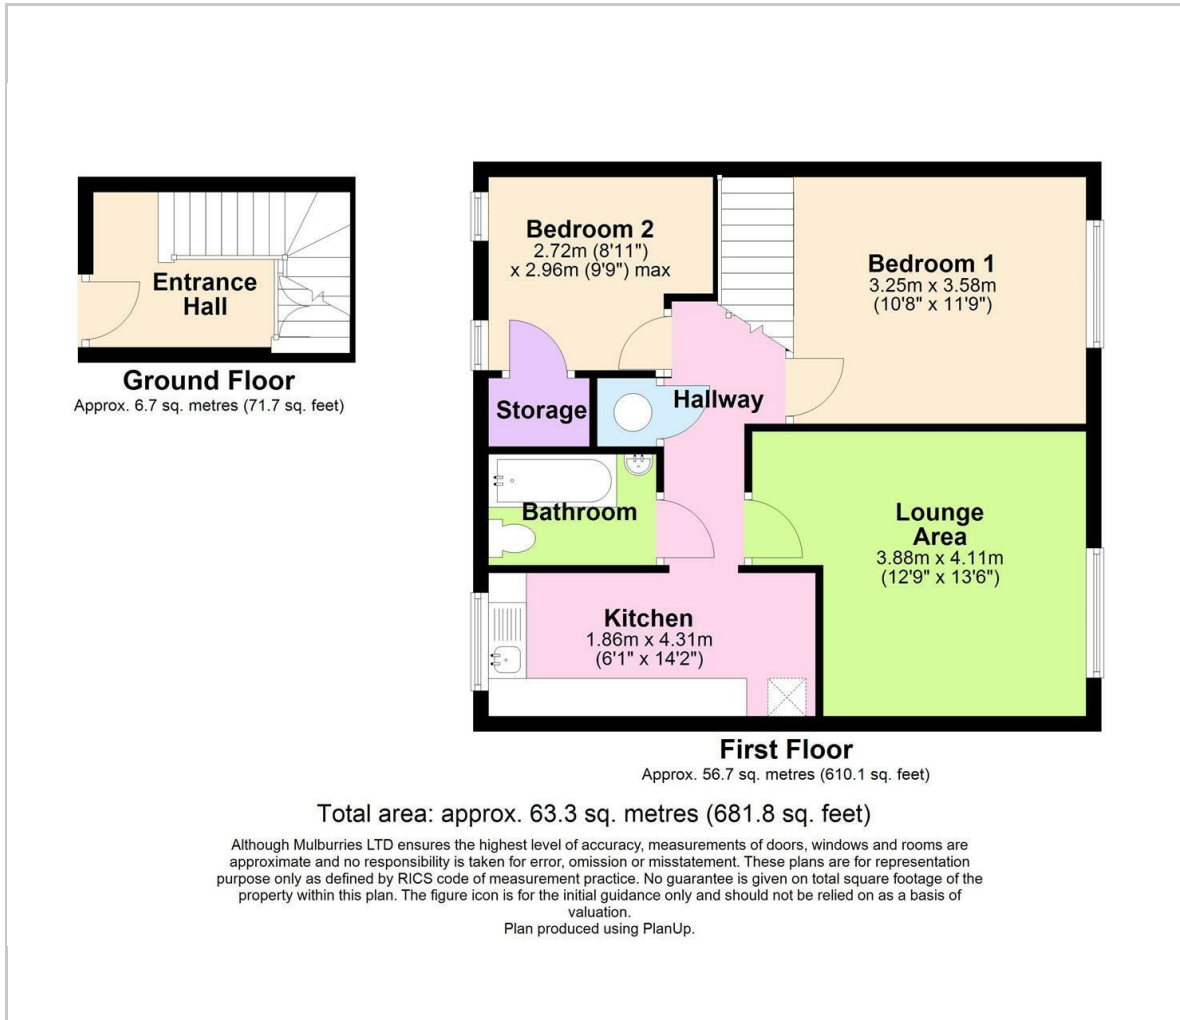 Entrance
Hall
Ground Floor
Approx. 6.7 sq. metres (71.7 sq. feet)
Bedroom 2
2.72m (8'11")
x 2.96m (9'9") max
Bedroom 1
3.25m x 3.58m
(10'8" x 11'9")
Storage
Hallway
Bathroom
Lounge
Area
3.88m x 4.11m
(12'9" x 13'6")
Kitchen
1.86m x 4.31m
(6'1" x 14'2")
First Floor
Approx. 56.7 sq. metres (610.1 sq. feet)
Total area: approx. 63.3 sq. metres (681.8 sq. feet)
Although Mulburries LTD ensures the highest level of accuracy, measurements of doors, windows and rooms are
approximate and no responsibility is taken for error, omission or misstatement. These plans are for representation
purpose only as defined by RICS code of measurement practice. No guarantee is given on total square footage of the
property within this plan. The figure icon is for the initial guidance only and should not be relied on as a basis of
valuation.
Plan produced using PlanUp.